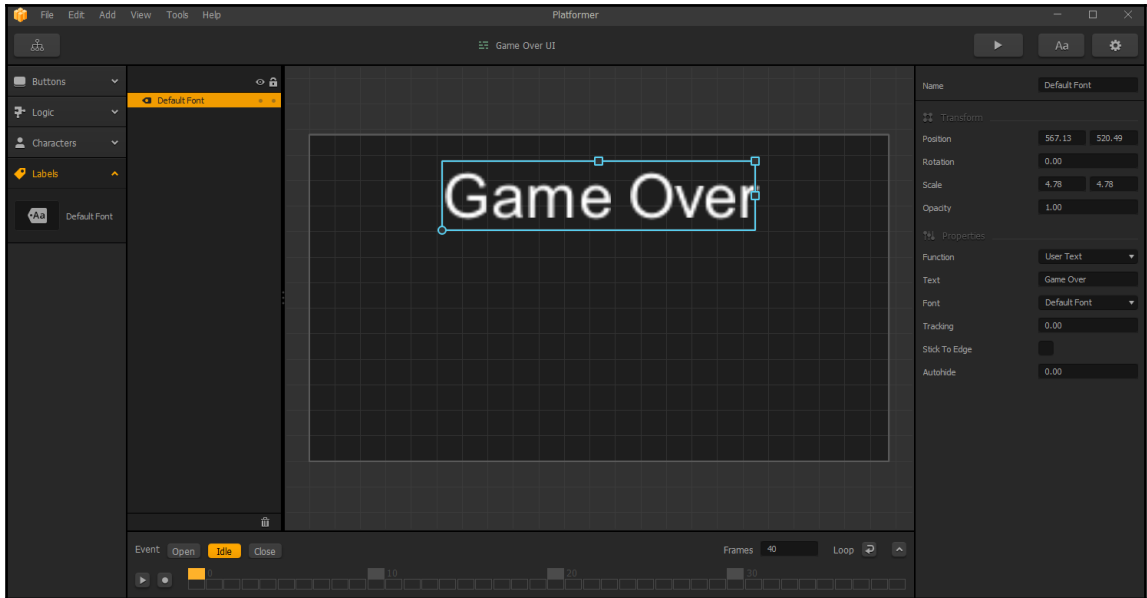 File Edit Add View Tools Help
Platformer
Game Over UI
Aa
Buttons
Logic
Characters
Labels
Aa Default Font
Default Font
Game Over
Name Default Font
Transform
Position 567.13 520.49
Rotation 0.00
Scale 4.78 4.78
Opacity 1.00
Properties
Function User Text
Text Game Over
Font Default Font
Tracking 0.00
Stick To Edge
Autohide 0.00
Event Open Idle Close
Frames 40 Loop
0 10 20 30